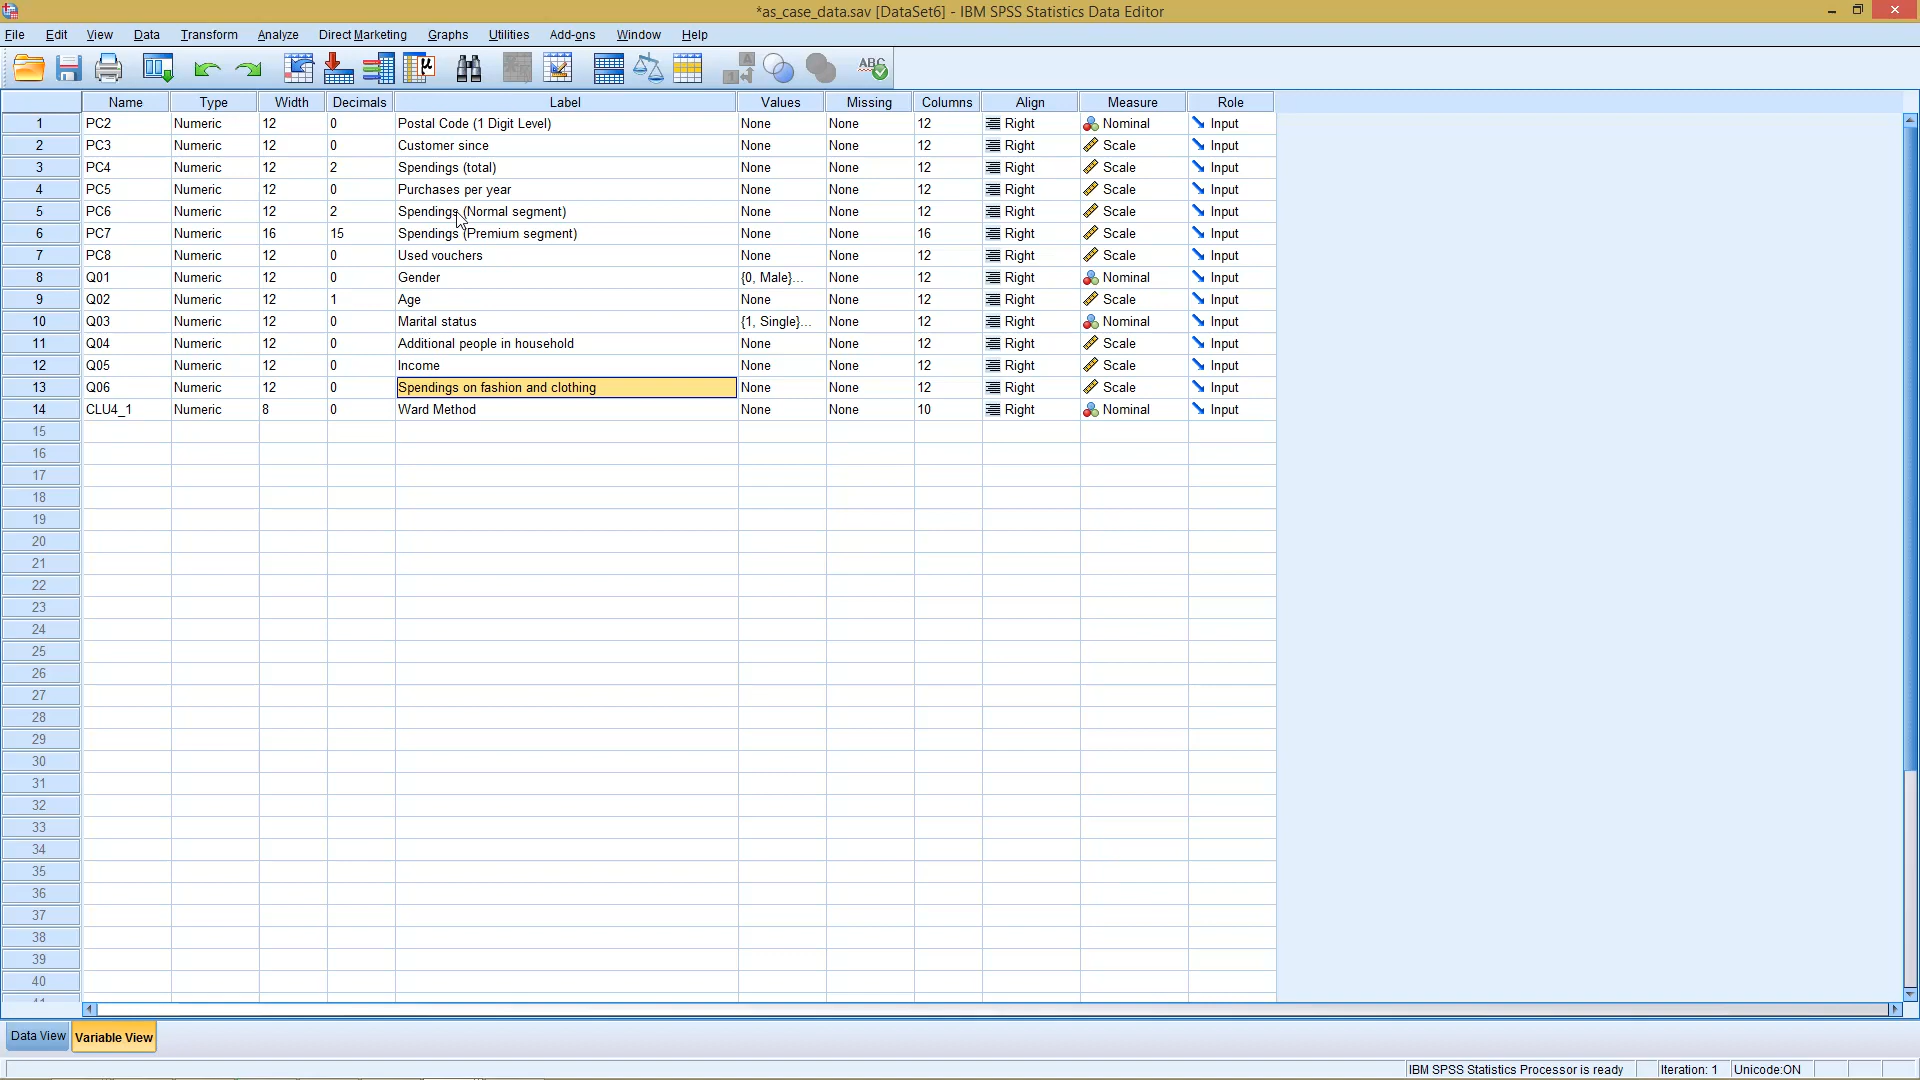 *as_case_data.sav [DataSet6] - IBM SPSS Statistics Data Editor
File Edit View Data Transform Analyze Direct Marketing Graphs Utilities Add-ons Window Help
Name Type Width Decimals Label Values Missing Columns Align Measure Role
1 PC2 Numeric 12 0 Postal Code (1 Digit Level) None None 12 Right Nominal Input
2 PC3 Numeric 12 0 Customer since None None 12 Right Scale Input
3 PC4 Numeric 12 2 Spendings (total) None None 12 Right Scale Input
4 PC5 Numeric 12 0 Purchases per year None None 12 Right Scale Input
5 PC6 Numeric 12 2 Spendings (Normal segment) None None 12 Right Scale Input
6 PC7 Numeric 16 15 Spendings (Premium segment) None None 16 Right Scale Input
7 PC8 Numeric 12 0 Used vouchers None None 12 Right Scale Input
8 Q01 Numeric 12 0 Gender {0, Male}... None 12 Right Nominal Input
9 Q02 Numeric 12 1 Age None None 12 Right Scale Input
10 Q03 Numeric 12 0 Marital status {1, Single}... None 12 Right Nominal Input
11 Q04 Numeric 12 0 Additional people in household None None 12 Right Scale Input
12 Q05 Numeric 12 0 Income None None 12 Right Scale Input
13 Q06 Numeric 12 0 Spendings on fashion and clothing None None 12 Right Scale Input
14 CLU4_1 Numeric 8 0 Ward Method None None 10 Right Nominal Input
15
16
17
18
19
20
21
22
23
24
25
26
27
28
29
30
31
32
33
34
35
36
37
38
39
40
Data View Variable View
IBM SPSS Statistics Processor is ready Iteration: 1 Unicode:ON